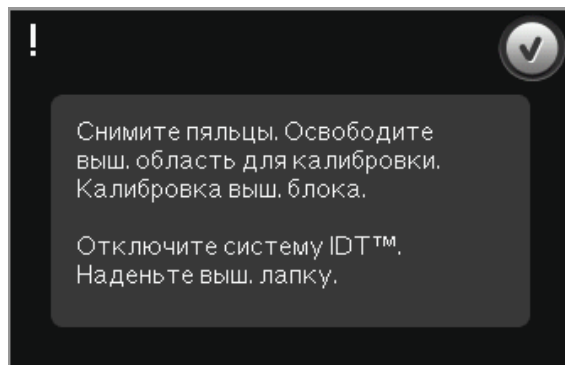 !
Снимите пяльцы. Освободите
выш. область для калибровки.
Калибровка выш. блока.
Отключите систему IDT™.
Наденьте выш. лапку.